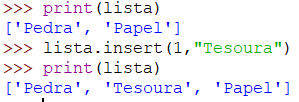 >>> print(lista)
['Pedra', 'Papel']
>>> lista.insert(1,"Tesoura")
>>> print(lista)
['Pedra', 'Tesoura', 'Papel']